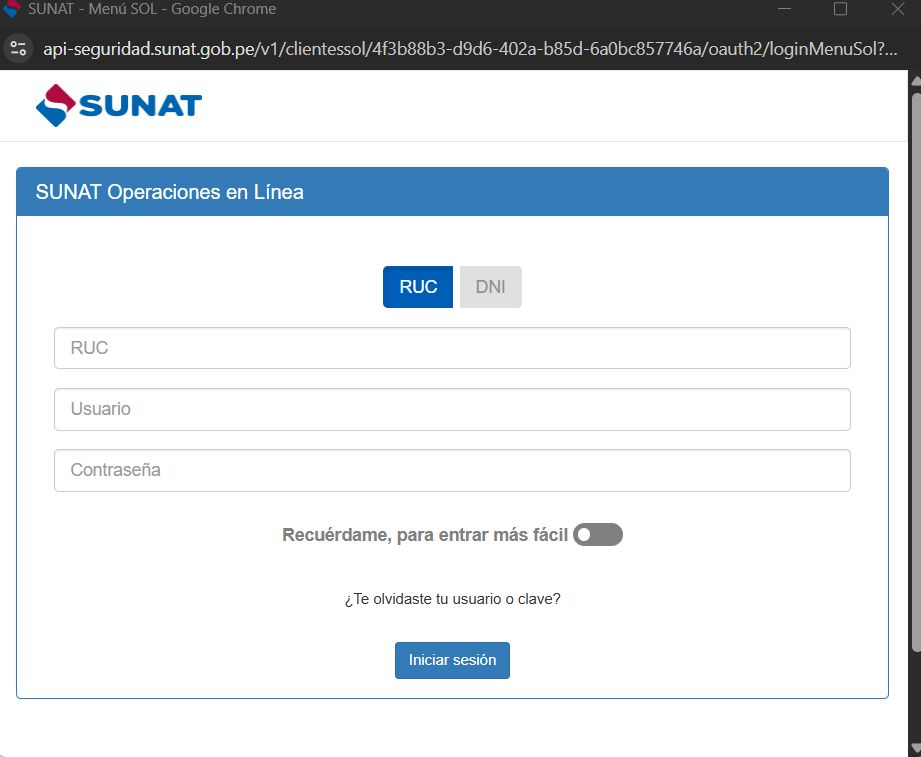 SUNAT - Menú SOL - Google Chrome
api-seguridad.sunat.gob.pe/v1/clientessol/4f3b88b3-d9d6-402a-b85d-6a0bc857746a/oauth2/loginMenuSol?...
SUNAT
SUNAT Operaciones en Línea
RUC DNI
RUC
Usuario
Contraseña
Recuérdame, para entrar más fácil
¿Te olvidaste tu usuario o clave?
Iniciar sesión